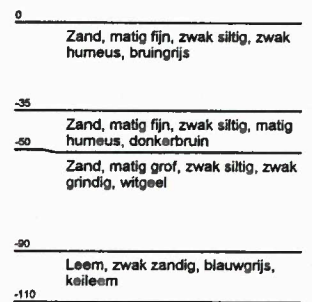 0
Zand, matig fijn, zwak siltig, zwak
humeus, bruingrijs
-35
Zand, matig fijn, zwak siltig, matig
humeus, donkerbruin
-50
Zand, matig grof, zwak siltig, zwak
grindig, witgeel
-90
Leem, zwak zandig, blauwgrijs,
keileem
-110